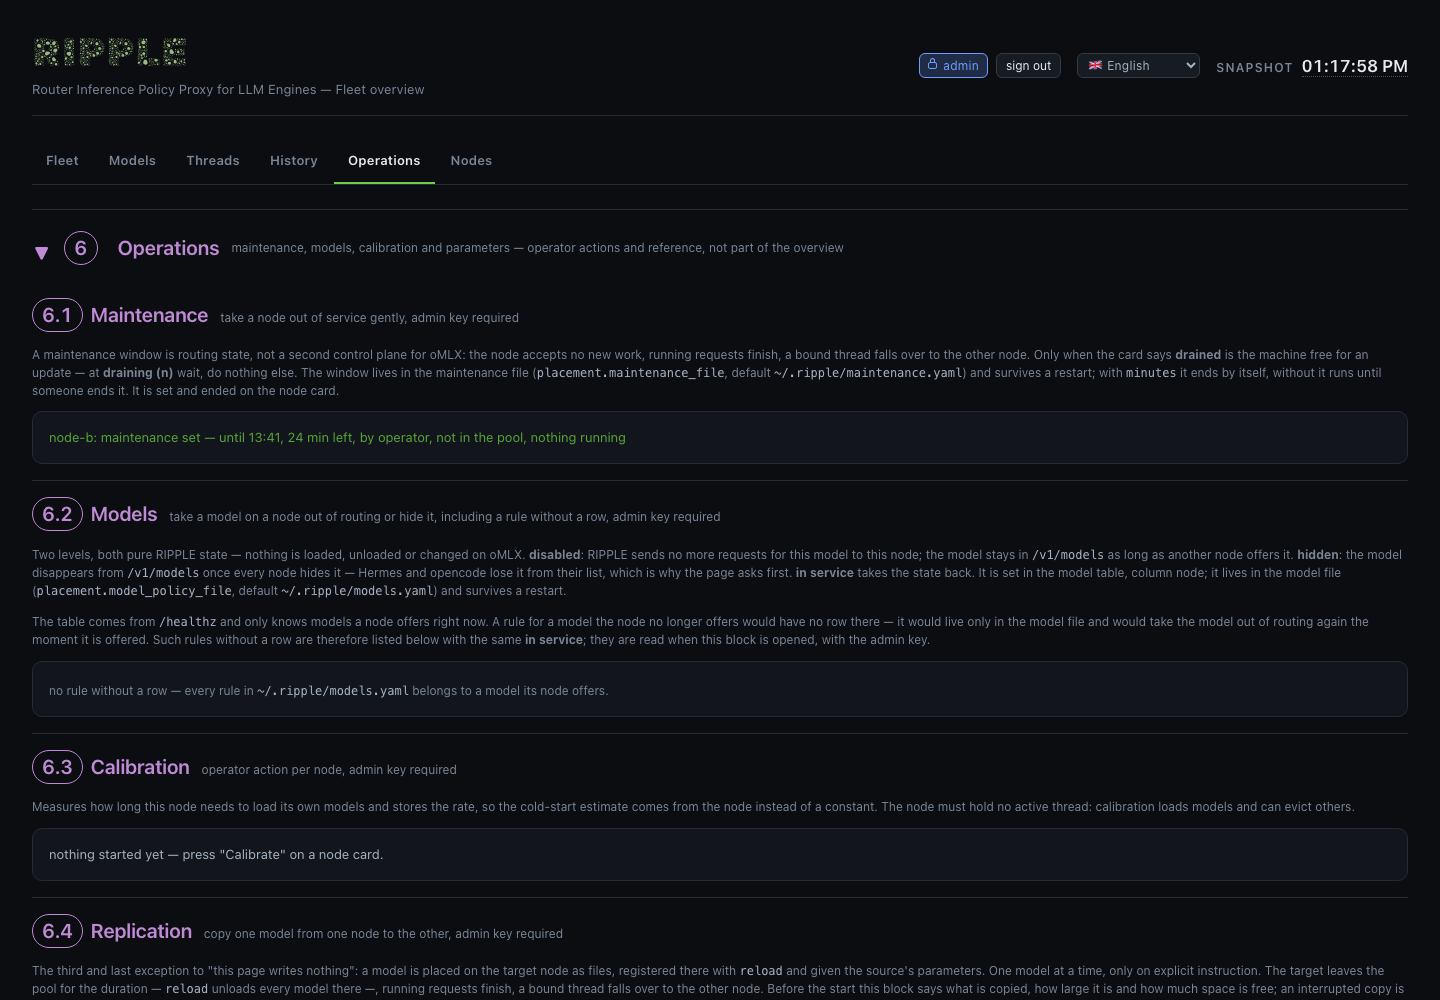 RIPPLE
Router Inference Policy Proxy for LLM Engines — Fleet overview
admin
sign out
🇬🇧 English
SNAPSHOT 01:17:58 PM
Fleet
Models
Threads
History
Operations
Nodes
▼ 6 Operations maintenance, models, calibration and parameters — operator actions and reference, not part of the overview
6.1 Maintenance take a node out of service gently, admin key required
A maintenance window is routing state, not a second control plane for oMLX: the node accepts no new work, running requests finish, a bound thread falls over to the other node. Only when the card says drained is the machine free for an
update — at draining (n) wait, do nothing else. The window lives in the maintenance file (placement.maintenance_file, default ~/.ripple/maintenance.yaml) and survives a restart; with minutes it ends by itself, without it runs until
someone ends it. It is set and ended on the node card.
node-b: maintenance set — until 13:41, 24 min left, by operator, not in the pool, nothing running
6.2 Models take a model on a node out of routing or hide it, including a rule without a row, admin key required
Two levels, both pure RIPPLE state — nothing is loaded, unloaded or changed on oMLX. disabled: RIPPLE sends no more requests for this model to this node; the model stays in /v1/models as long as another node offers it. hidden: the model
disappears from /v1/models once every node hides it — Hermes and opencode lose it from their list, which is why the page asks first. in service takes the state back. It is set in the model table, column node; it lives in the model file
(placement.model_policy_file, default ~/.ripple/models.yaml) and survives a restart.
The table comes from /healthz and only knows models a node offers right now. A rule for a model the node no longer offers would have no row there — it would live only in the model file and would take the model out of routing again the
moment it is offered. Such rules without a row are therefore listed below with the same in service; they are read when this block is opened, with the admin key.
no rule without a row — every rule in ~/.ripple/models.yaml belongs to a model its node offers.
6.3 Calibration operator action per node, admin key required
Measures how long this node needs to load its own models and stores the rate, so the cold-start estimate comes from the node instead of a constant. The node must hold no active thread: calibration loads models and can evict others.
nothing started yet — press "Calibrate" on a node card.
6.4 Replication copy one model from one node to the other, admin key required
The third and last exception to "this page writes nothing": a model is placed on the target node as files, registered there with reload and given the source's parameters. One model at a time, only on explicit instruction. The target leaves the
pool for the duration — reload unloads every model there —, running requests finish, a bound thread falls over to the other node. Before the start this block says what is copied, how large it is and how much space is free; an interrupted copy is